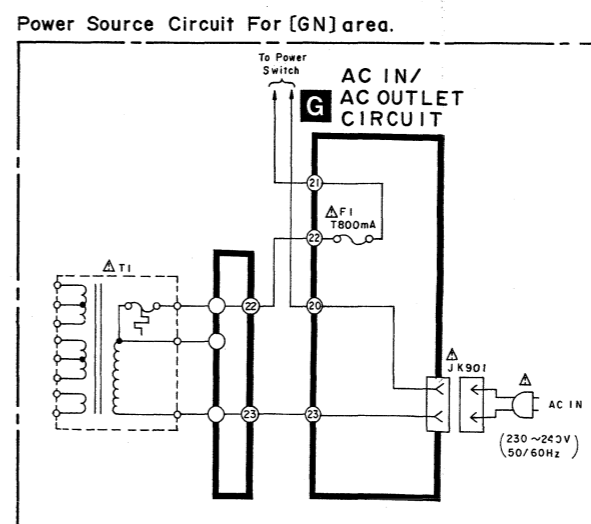 Power Source Circuit For [GN] area.
To Power
Switch
G
AC IN/
AC OUTLET
CIRCUIT
21
F1
T800mA
22
T1
22
20
JK901
AC IN
23
23
(230~240V
50/60Hz)